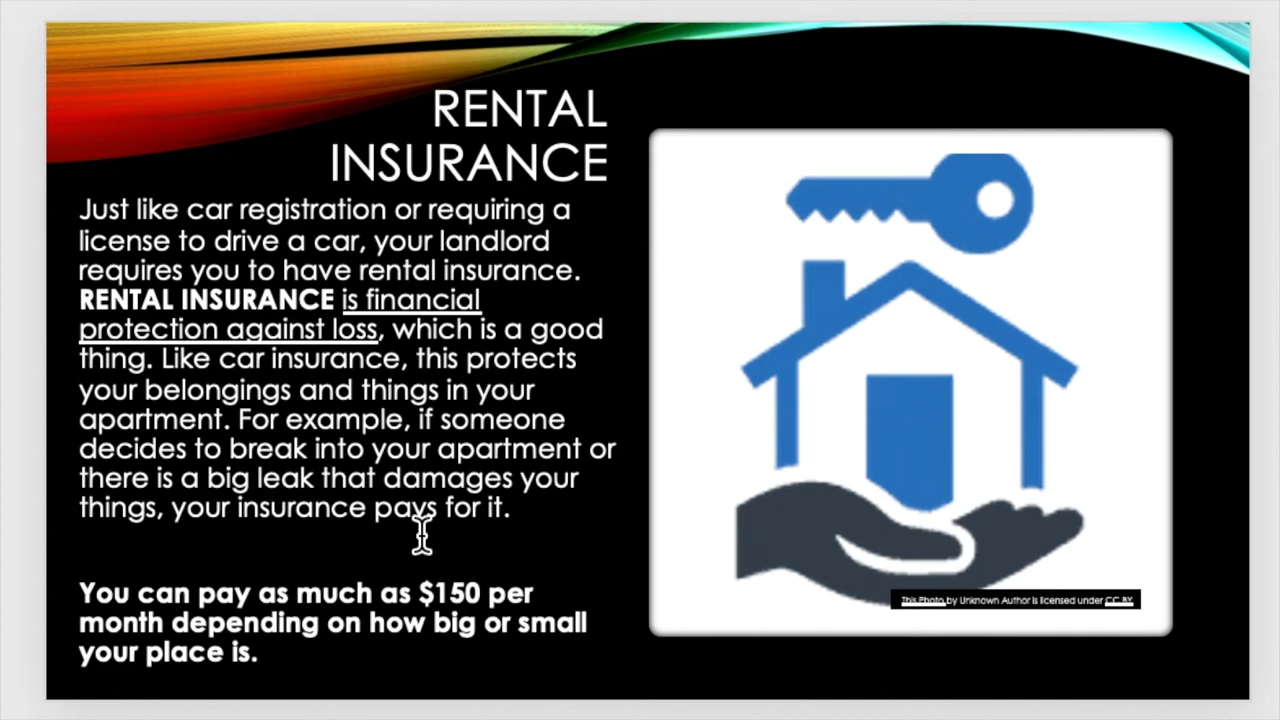 RENTAL
INSURANCE
Just like car registration or requiring a
license to drive a car, your landlord
requires you to have rental insurance.
RENTAL INSURANCE is financial
protection against loss, which is a good
thing. Like car insurance, this protects
your belongings and things in your
apartment. For example, if someone
decides to break into your apartment or
there is a big leak that damages your
things, your insurance pays for it.
You can pay as much as $150 per
month depending on how big or small
your place is.
This Photo by Unknown Author is licensed under CC BY